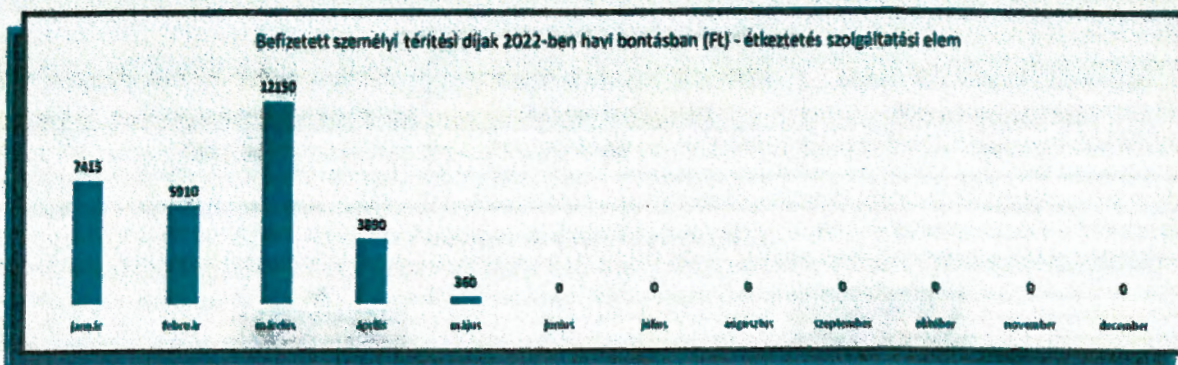 Befizetett személyi térítési díjak 2022-ben havi bontásban (Ft) - étkeztetés szolgáltatási elem
7415 5910 12150 3890 360 0 0 0 0 0 0 0
január február március április május június július augusztus szeptember október november december